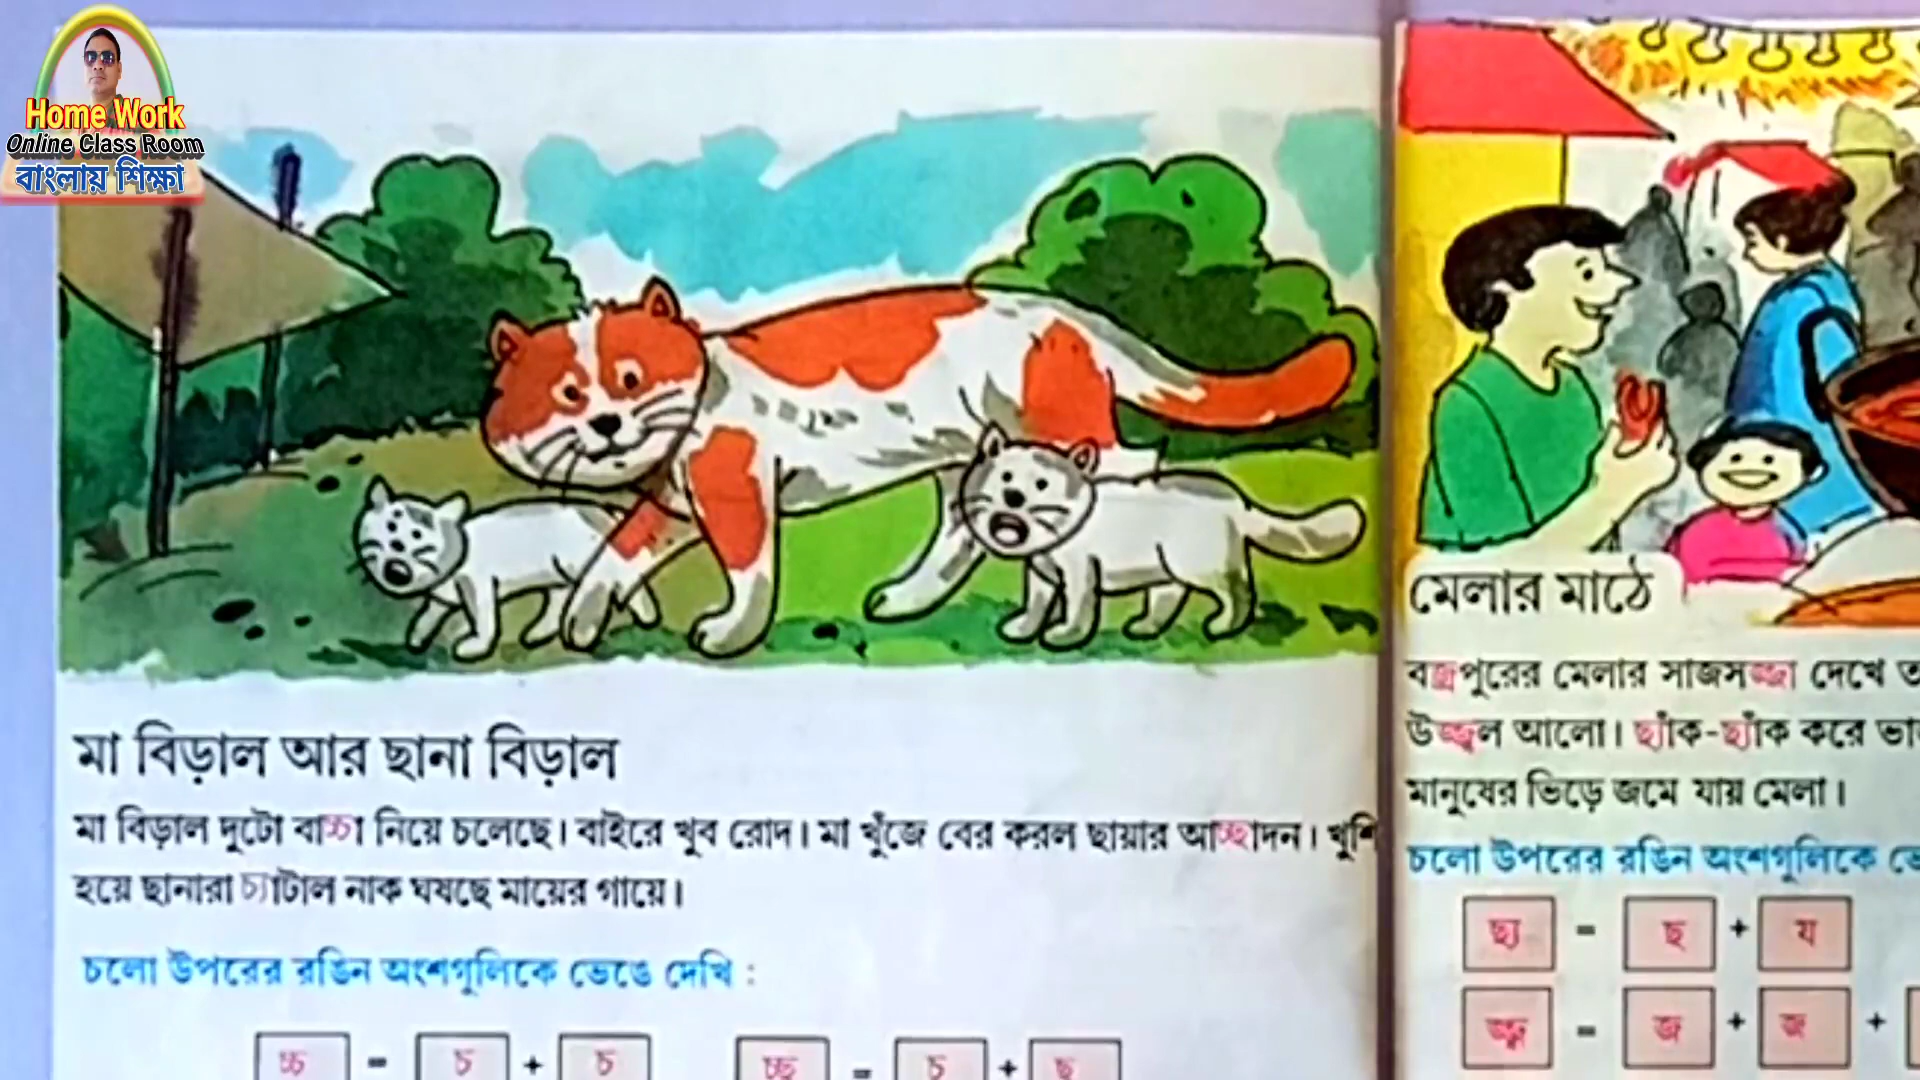 Home Work
Online Class Room
বাংলায় শিক্ষা
মা বিড়াল আর ছানা বিড়াল
মা বিড়াল দুটো বাচ্চা নিয়ে চলেছে। বাইরে খুব রোদ। মা খুঁজে বের করল ছায়ার আচ্ছাদন। খুশি
হয়ে ছানারা চ্যাটাল নাক ঘষছে মায়ের গায়ে।
চলো উপরের রঙিন অংশগুলিকে ভেঙে দেখি :
চ্চ = চ + চ চ্ছ = চ + ছ
মেলার মাঠে
বজ্রপুরের মেলার সাজসজ্জা দেখে
উজ্জ্বল আলো। ছ্যাঁক-ছ্যাঁক করে
মানুষের ভিড়ে জমে যায় মেলা।
চলো উপরের রঙিন অংশগুলিকে
ছ্য = ছ + য
জ্জ্ব = জ + জ +